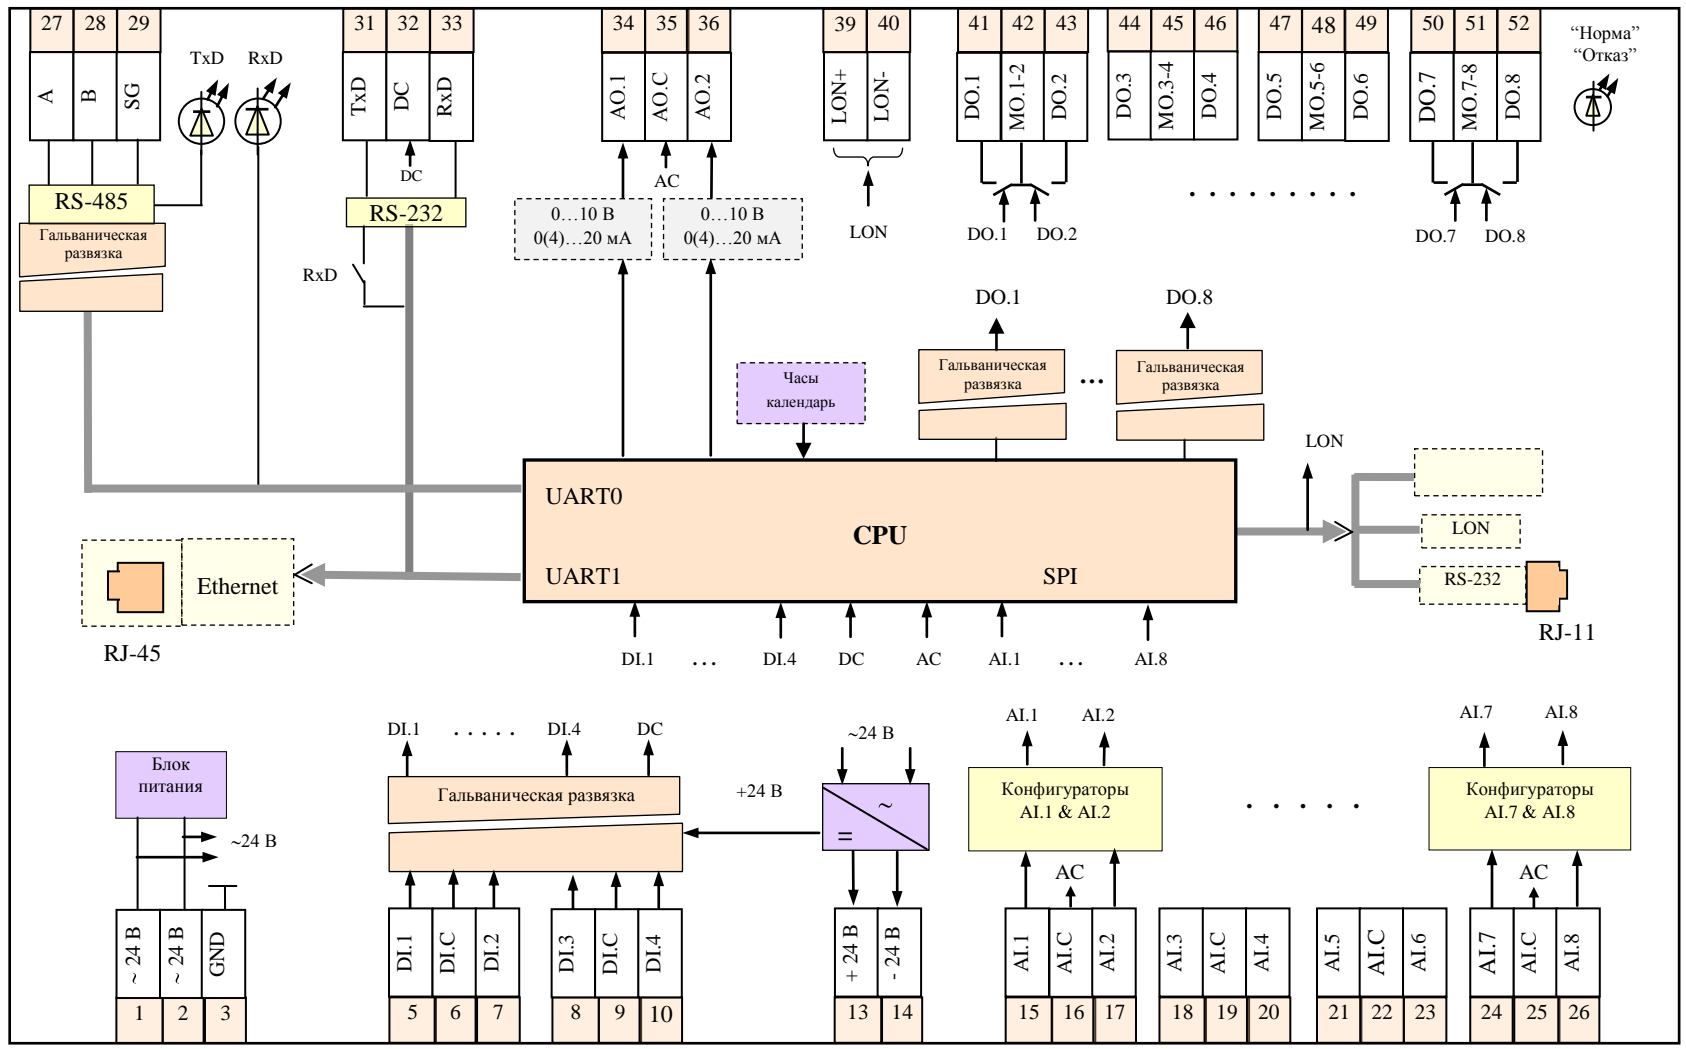 27 28 29 31 32 33 34 35 36 39 40 41 42 43 44 45 46 47 48 49 50 51 52
“Норма”
“Отказ”
TxD RxD
A B SG TxD DC RxD AO.1 AO.C AO.2 LON+ LON- DO.1 MO.1-2 DO.2 DO.3 MO.3-4 DO.4 DO.5 MO.5-6 DO.6 DO.7 MO.7-8 DO.8
DC AC
RS-485 RS-232
0…10 В 0…10 В
0(4)…20 мА 0(4)…20 мА
LON DO.1 DO.2 . . . . . . . . . DO.7 DO.8
Гальваническая
развязка
RxD
DO.1 DO.8
Гальваническая
развязка
...
Гальваническая
развязка
Часы
календарь
LON
UART0
CPU
UART1 SPI
LON
RS-232
Ethernet
RJ-45 RJ-11
DI.1 … DI.4 DC AC AI.1 … AI.8
DI.1 . . . . . DI.4 DC ~24 В AI.1 AI.2 AI.7 AI.8
Блок
питания
~24 В
Гальваническая развязка
+24 В
~
=
Конфигураторы
AI.1 & AI.2
. . . . .
Конфигураторы
AI.7 & AI.8
AC AC
~ 24 В ~ 24 В GND DI.1 DI.C DI.2 DI.3 DI.C DI.4 + 24 В - 24 В AI.1 AI.C AI.2 AI.3 AI.C AI.4 AI.5 AI.C AI.6 AI.7 AI.C AI.8
1 2 3 5 6 7 8 9 10 13 14 15 16 17 18 19 20 21 22 23 24 25 26